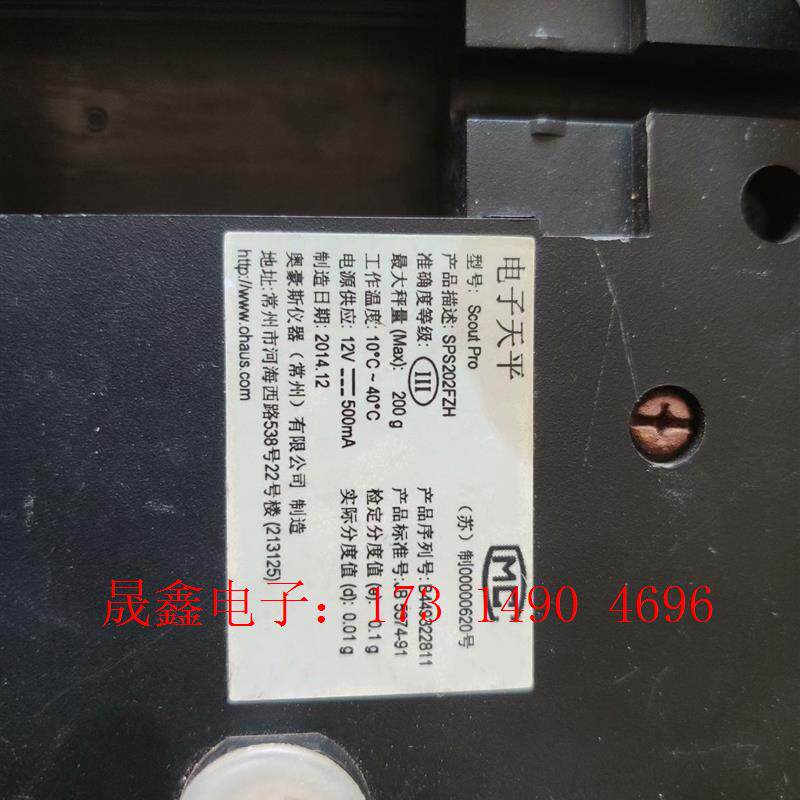 电子天平
型号: Scout Pro
产品描述: SPS202FZH
准确度等级: III
最大秤量 (Max): 200 g
工作温度: 10°C～40°C
电源供应: 12V 500mA
制造日期: 2014.12
奥豪斯仪器（常州）有限公司 制造
地址:常州市河海西路538号22号楼 (213125)
http://www.ohaus.com
MC
（苏）制00000620号
产品序列号:
产品标准号: 5374-91
检定分度值 (e): 0.1 g
实际分度值 (d): 0.01 g
晟鑫电子：173 1490 4696